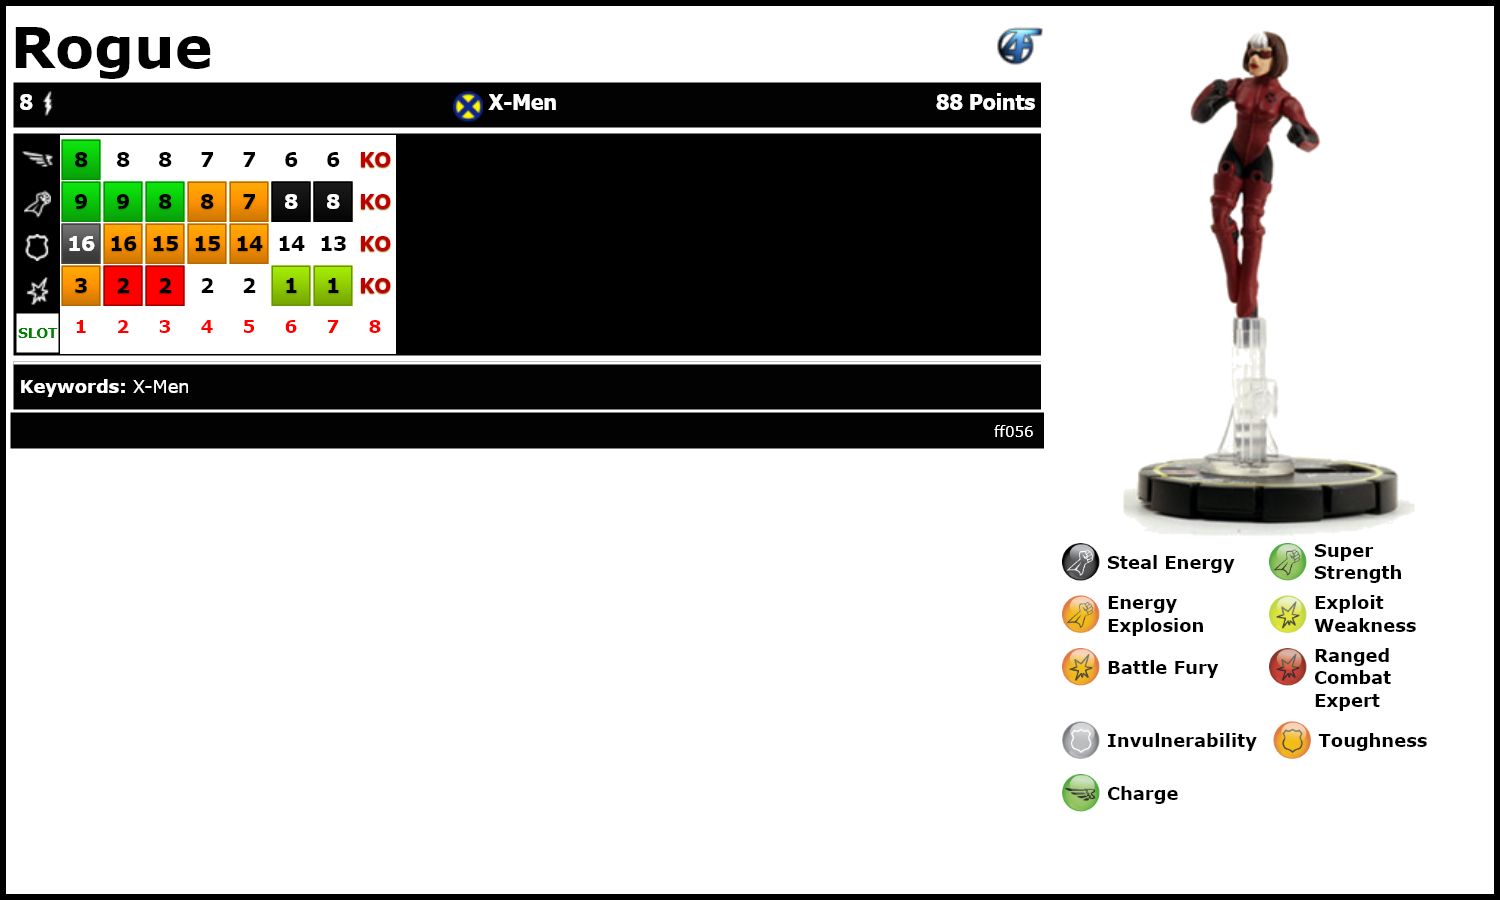 Rogue
8 X-Men 88 Points
8 8 8 7 7 6 6 KO
9 9 8 8 7 8 8 KO
16 16 15 15 14 14 13 KO
3 2 2 2 2 1 1 KO
SLOT 1 2 3 4 5 6 7 8
Keywords: X-Men
ff056
Steal Energy
Super
Strength
Energy
Explosion
Exploit
Weakness
Battle Fury
Ranged
Combat
Expert
Invulnerability
Toughness
Charge